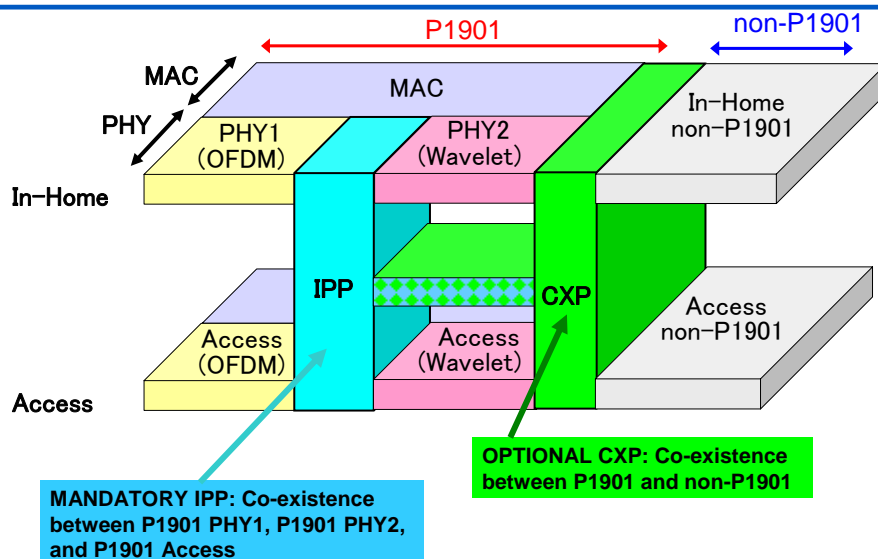 P1901
non-P1901
MAC
PHY
MAC
In-Home
non-P1901
PHY1
(OFDM)
PHY2
(Wavelet)
In-Home
IPP
CXP
Access
(OFDM)
Access
(Wavelet)
Access
non-P1901
Access
OPTIONAL CXP: Co-existence
between P1901 and non-P1901
MANDATORY IPP: Co-existence
between P1901 PHY1, P1901 PHY2,
and P1901 Access